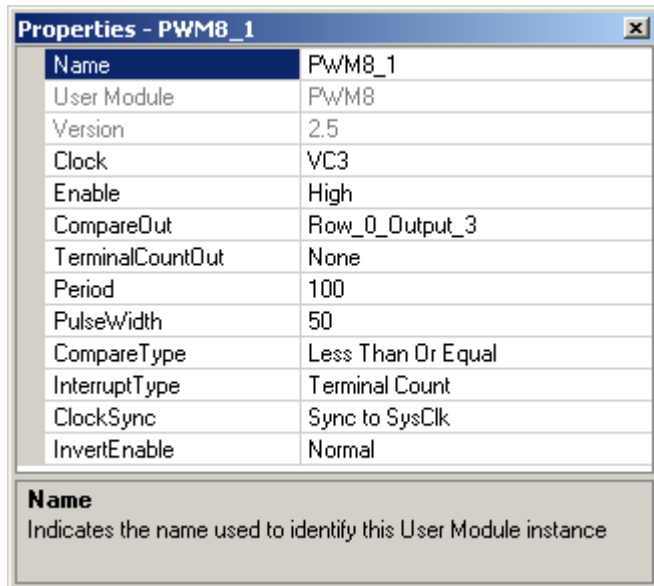 Properties - PWM8_1
Name PWM8_1
User Module PWM8
Version 2.5
Clock VC3
Enable High
CompareOut Row_0_Output_3
TerminalCountOut None
Period 100
PulseWidth 50
CompareType Less Than Or Equal
InterruptType Terminal Count
ClockSync Sync to SysClk
InvertEnable Normal
Name
Indicates the name used to identify this User Module instance